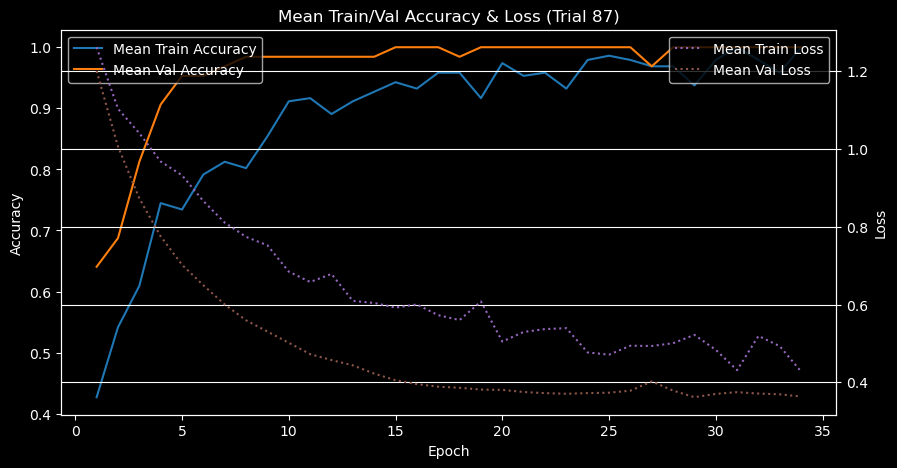 Mean Train/Val Accuracy & Loss (Trial 87)
Mean Train Accuracy
Mean Val Accuracy
Mean Train Loss
Mean Val Loss
Accuracy
1.0
0.9
0.8
0.7
0.6
0.5
0.4
Loss
1.2
1.0
0.8
0.6
0.4
0 5 10 15 20 25 30 35
Epoch